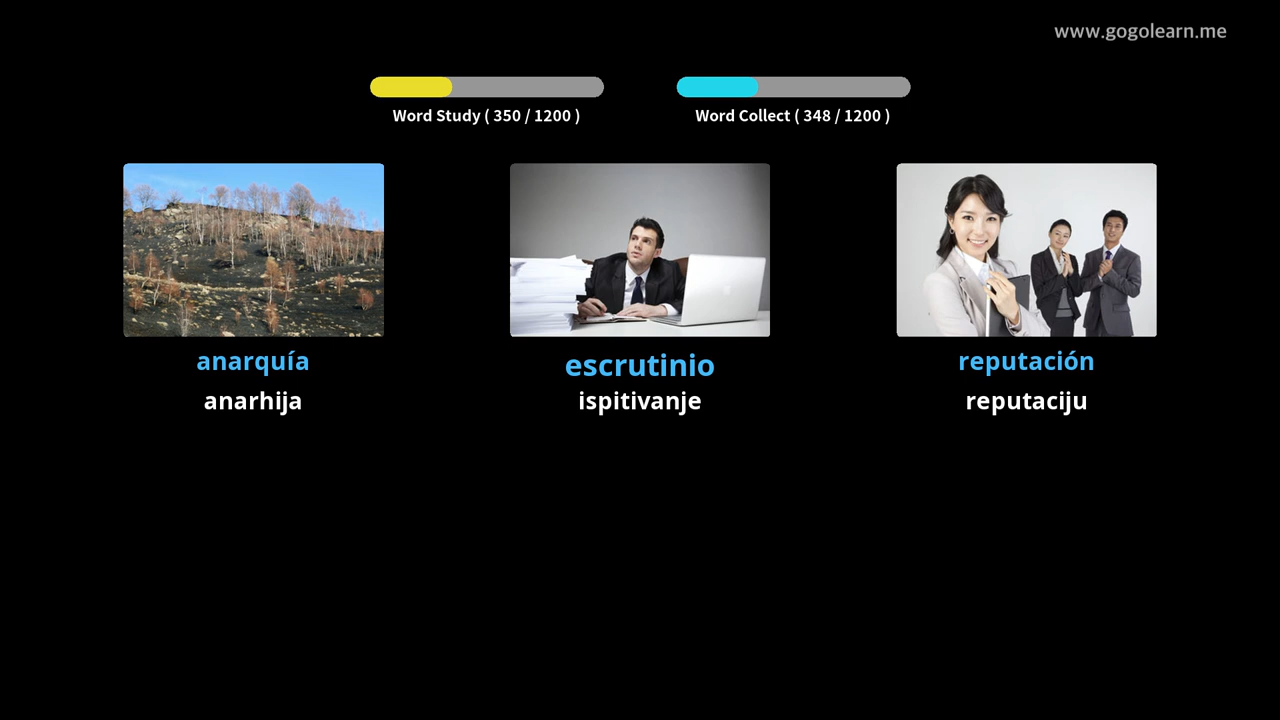 www.gogolearn.me
Word Study ( 350 / 1200 )
Word Collect ( 348 / 1200 )
anarquía
anarhija
escrutinio
ispitivanje
reputación
reputaciju